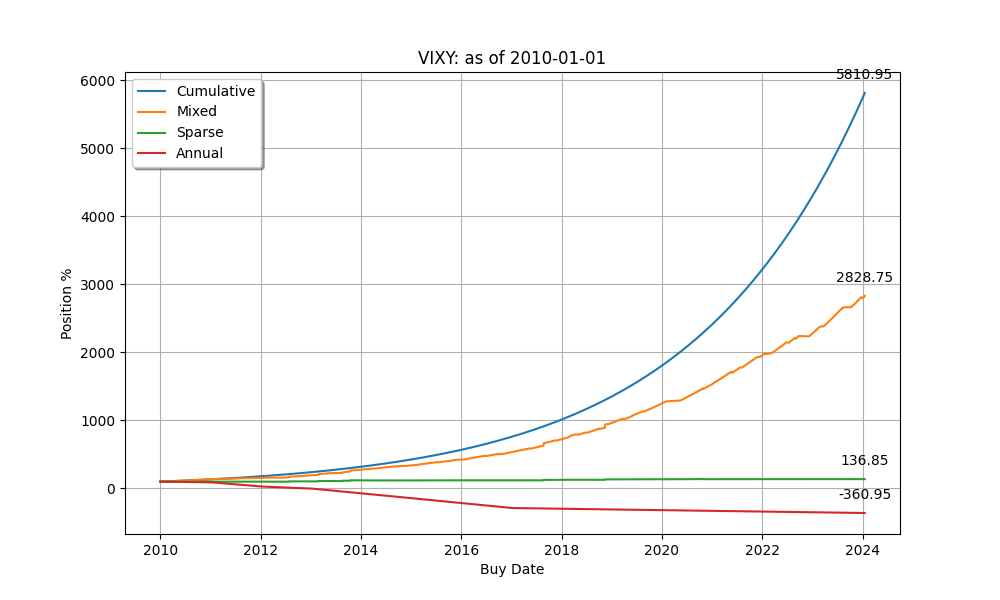 VIXY: as of 2010-01-01
6000
5000
4000
3000
2000
1000
0
Position %
Cumulative
Mixed
Sparse
Annual
5810.95
2828.75
136.85
-360.95
2010 2012 2014 2016 2018 2020 2022 2024
Buy Date